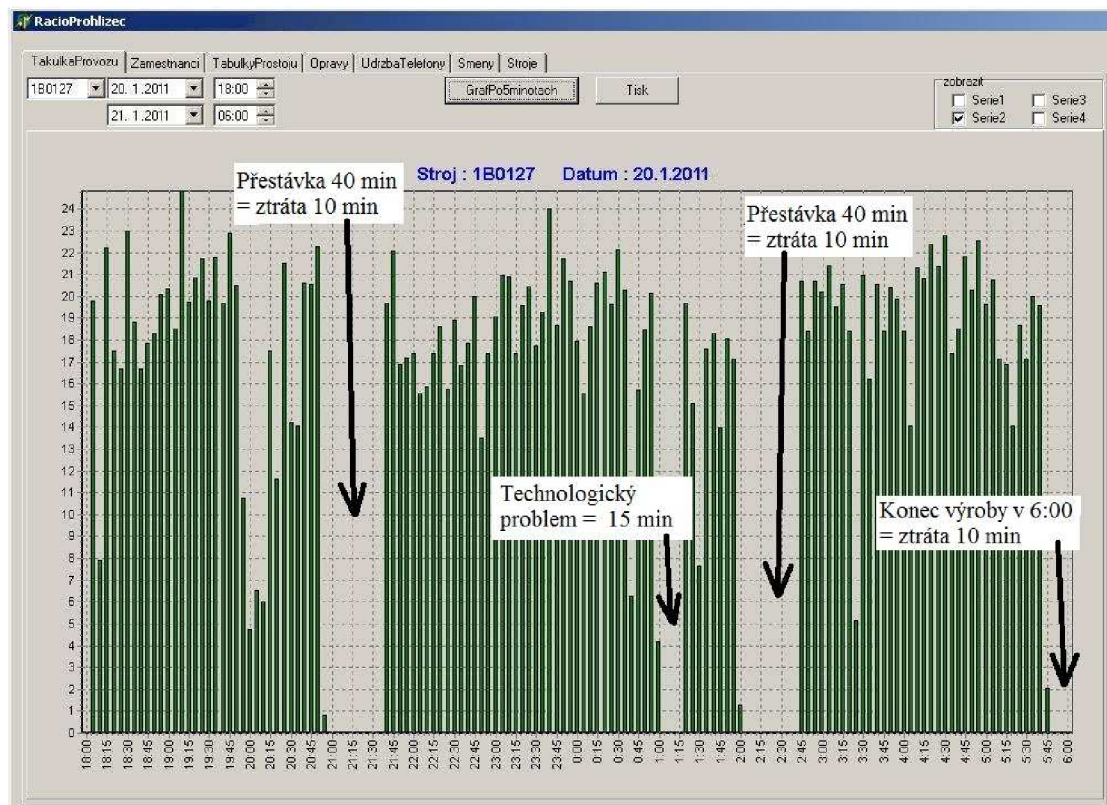 RacioProhlizec
TakulkaProvozu Zamestnanci TabulkyProstoju Opravy UdrzbaTelefony Smeny Stroje
1B0127 20. 1.2011 18:00 GrafPo5minotach Tisk
21. 1.2011 06:00
zobrazit
Serie1 Serie3
Serie2 Serie4
Stroj : 1B0127 Datum : 20.1.2011
Přestávka 40 min
= ztráta 10 min
Přestávka 40 min
= ztráta 10 min
Technologický
problem = 15 min
Konec výroby v 6:00
= ztráta 10 min
24
23
22
21
20
19
18
17
16
15
14
13
12
11
10
9
8
7
6
5
4
3
2
1
0
18:00 18:15 18:30 18:45 19:00 19:15 19:30 19:45 20:00 20:15 20:30 20:45 21:00 21:15 21:30 21:45 22:00 22:15 22:30 22:45 23:00 23:15 23:30 23:45 0:00 0:15 0:30 0:45 1:00 1:15 1:30 1:45 2:00 2:15 2:30 2:45 3:00 3:15 3:30 3:45 4:00 4:15 4:30 4:45 5:00 5:15 5:30 5:45 6:00